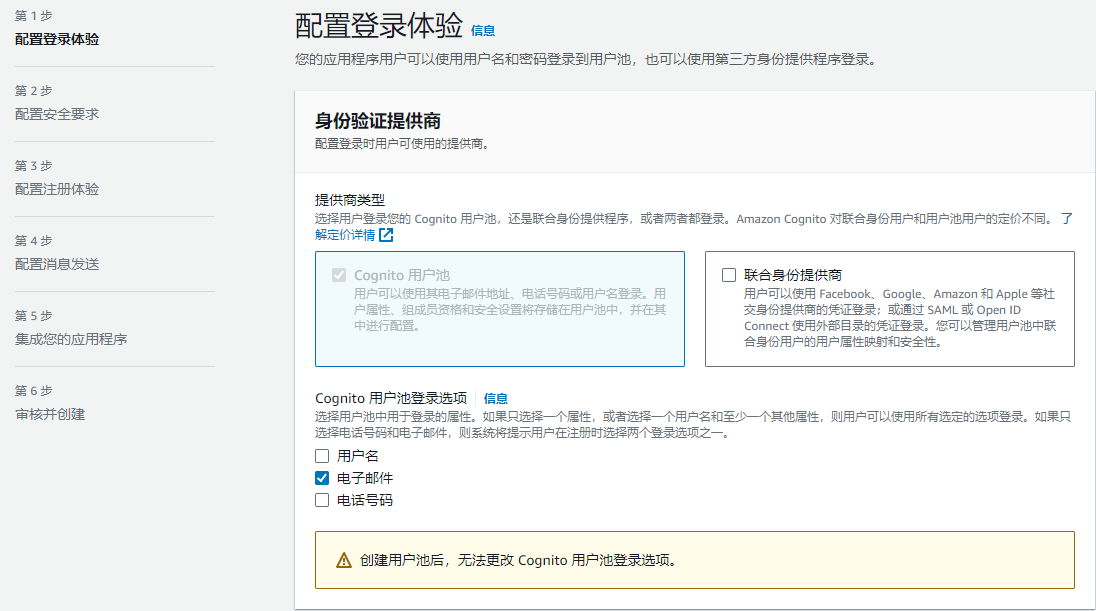 第 1 步
配置登录体验
第 2 步
配置安全要求
第 3 步
配置注册体验
第 4 步
配置消息发送
第 5 步
集成您的应用程序
第 6 步
审核并创建
配置登录体验 信息
您的应用程序用户可以使用用户名和密码登录到用户池，也可以使用第三方身份提供程序登录。
身份验证提供商
配置登录时用户可使用的提供商。
提供商类型
选择用户登录您的 Cognito 用户池，还是联合身份提供程序，或者两者都登录。Amazon Cognito 对联合身份用户和用户池用户的定价不同。了
解定价详情
Cognito 用户池
用户可以使用其电子邮件地址、电话号码或用户名登录。用
户属性、组成员资格和安全设置将存储在用户池中，并在其
中进行配置。
联合身份提供商
用户可以使用 Facebook、Google、Amazon 和 Apple 等社
交身份提供商的凭证登录；或通过 SAML 或 Open ID
Connect 使用外部目录的凭证登录。您可以管理用户池中联
合身份用户的用户属性映射和安全性。
Cognito 用户池登录选项 信息
选择用户池中用于登录的属性。如果只选择一个属性，或者选择一个用户名和至少一个其他属性，则用户可以使用所有选定的选项登录。如果只
选择电话号码和电子邮件，则系统将提示用户在注册时选择两个登录选项之一。
用户名
电子邮件
电话号码
创建用户池后，无法更改 Cognito 用户池登录选项。